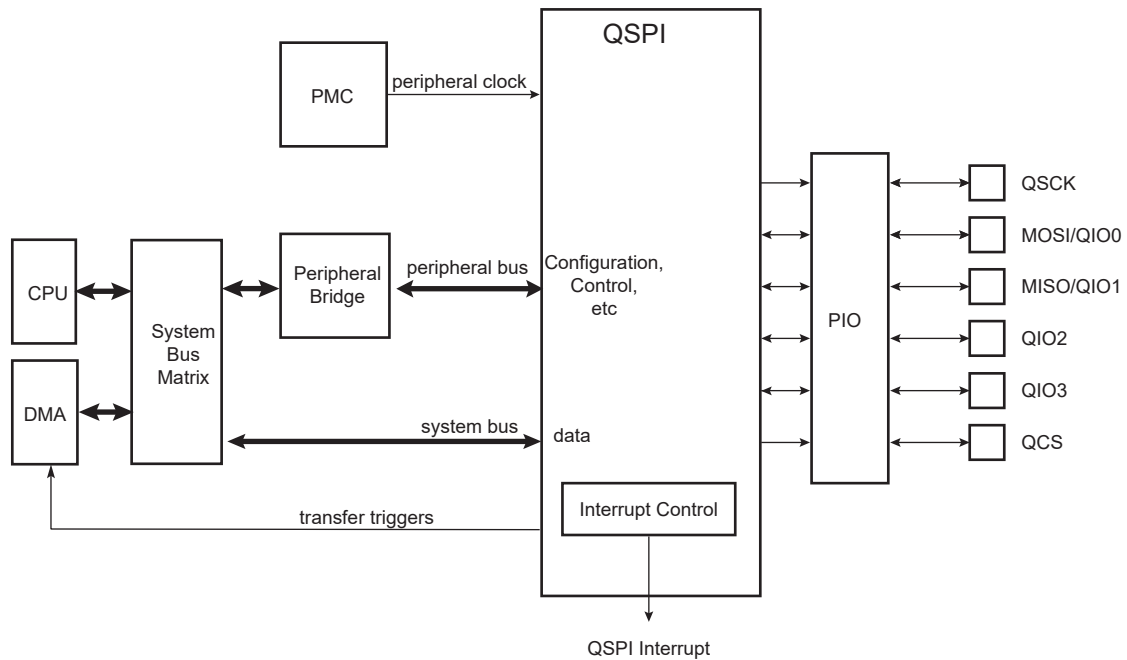 QSPI
PMC
peripheral clock
QSCK
MOSI/QIO0
CPU
System
Bus
Matrix
Peripheral
Bridge
peripheral bus
Configuration,
Control,
etc
MISO/QIO1
PIO
QIO2
DMA
QIO3
system bus
data
QCS
transfer triggers
Interrupt Control
QSPI Interrupt